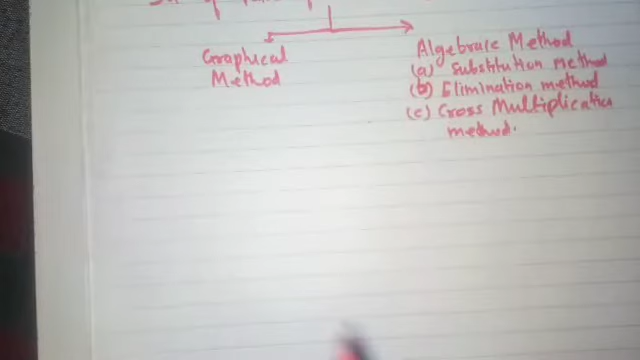 Graphical
Method
Algebraic Method
(a) Substitution method
(b) Elimination method
(c) Cross Multiplication
method.